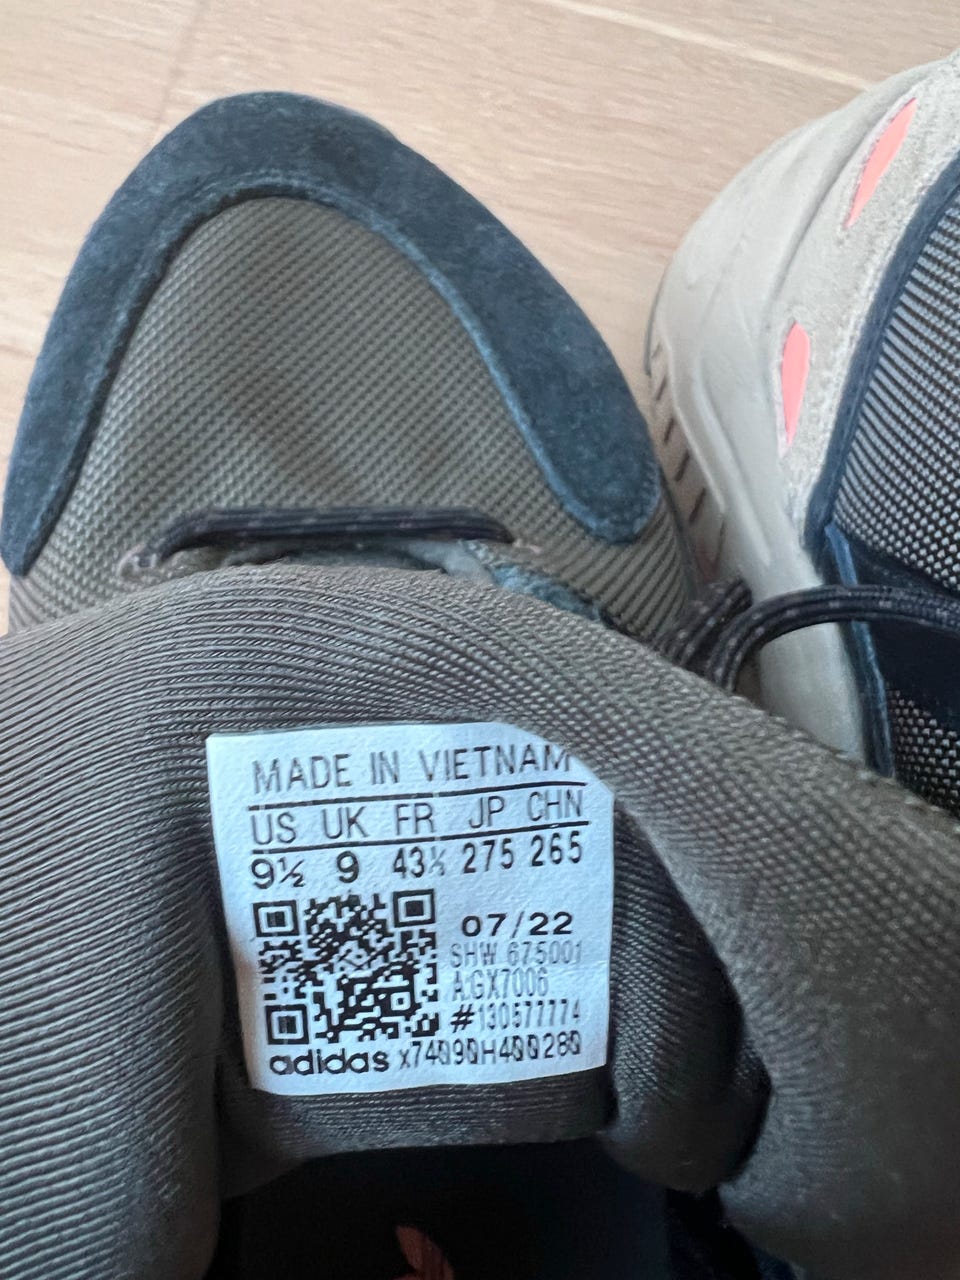 MADE IN VIETNAM
US UK FR JP CHN
9½ 9 43⅓ 275 265
07/22
SHW 675001
A:GX7006
#130577774
adidas x74090H400280